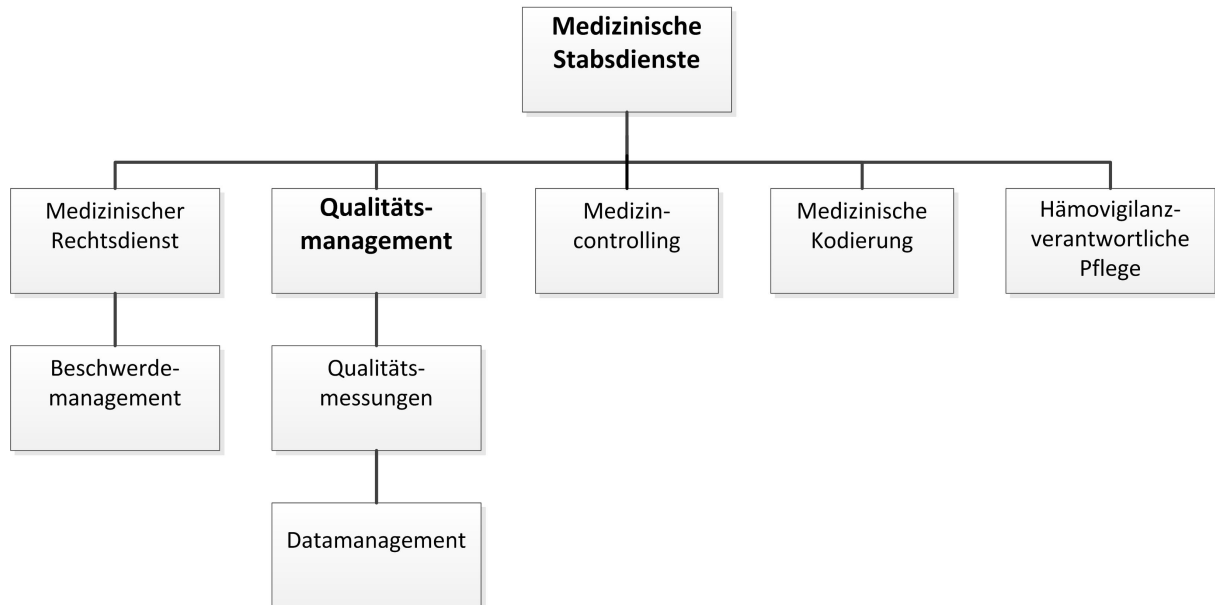 Medizinische
Stabsdienste
Medizinischer
Rechtsdienst
Qualitäts-
management
Medizin-
controlling
Medizinische
Kodierung
Hämovigilanz-
verantwortliche
Pflege
Beschwerde-
management
Qualitäts-
messungen
Datamanagement